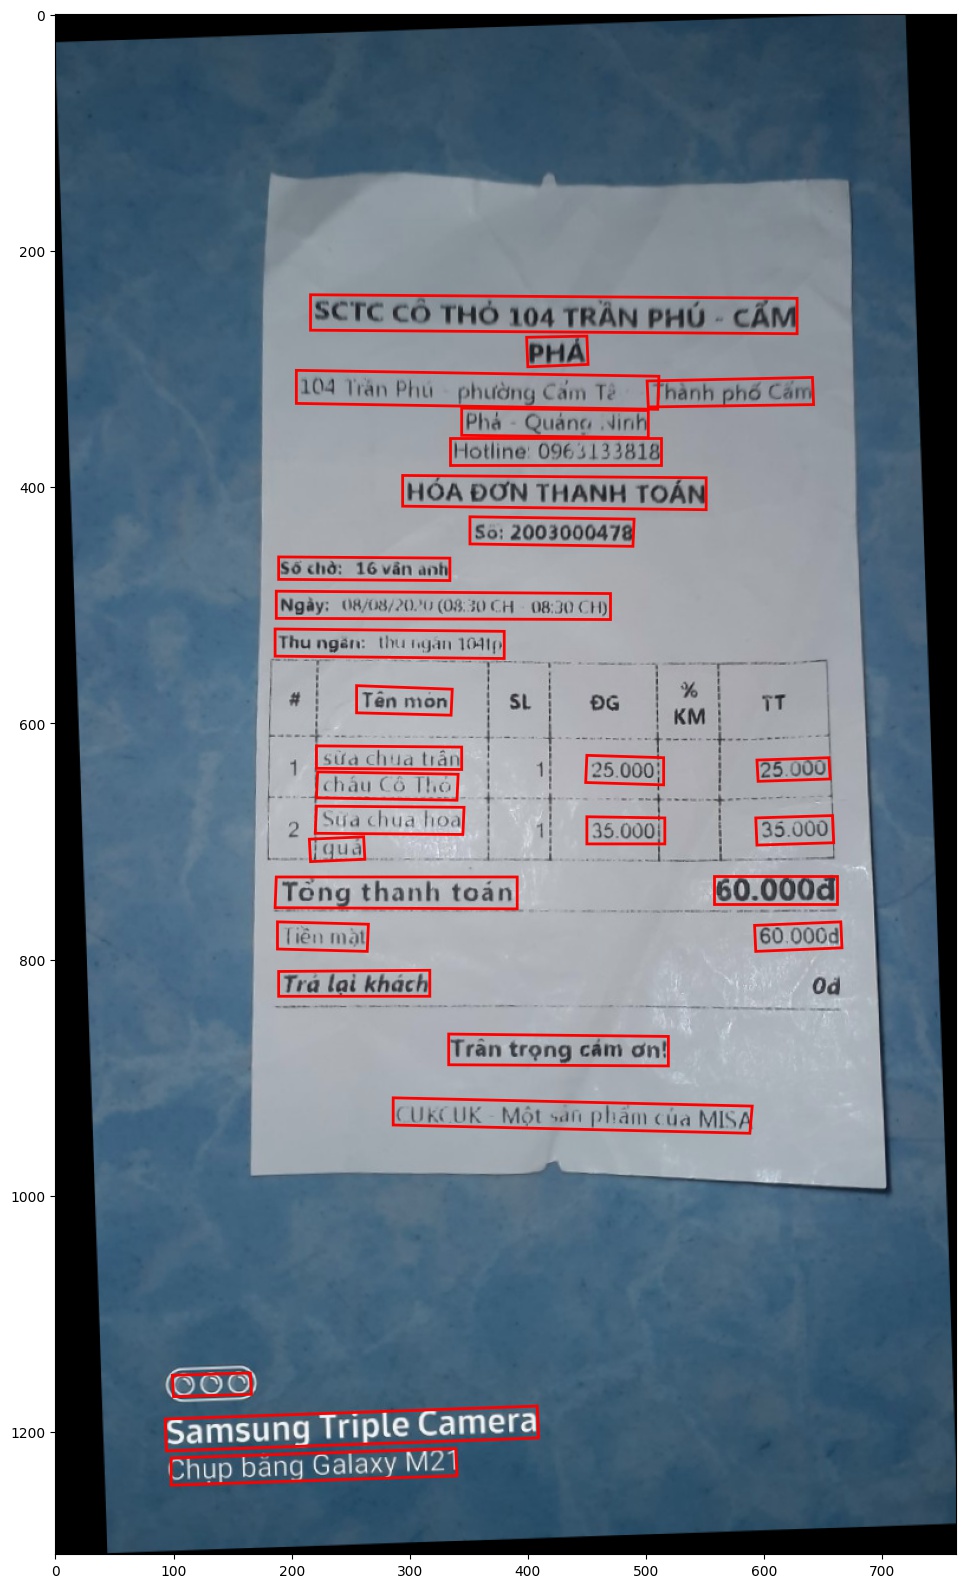 SCTC CÔ THỎ 104 TRẦN PHÚ - CẨM
PHẢ
104 Trần Phú - phường Cẩm Tâ Thành phố Cẩm
Phả - Quảng Ninh
Hotline: 0963133818
HÓA ĐƠN THANH TOÁN
Số: 2003000478
Số chờ: 16 vân anh
Ngày: 08/08/2020 (08:30 CH - 08:30 CH)
Thu ngân: thu ngân 104tp
# Tên món SL ĐG % KM TT
1 sữa chua trân 1 25.000 25.000
châu Cô Thỏ
2 Sữa chua hoa 1 35.000 35.000
quả
Tổng thanh toán 60.000đ
Tiền mặt 60.000đ
Trả lại khách 0đ
Trân trọng cảm ơn!
CUKCUK - Một sản phẩm của MISA
Samsung Triple Camera
Chụp bằng Galaxy M21
0
200
400
600
800
1000
1200
0 100 200 300 400 500 600 700